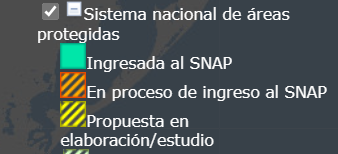 Sistema nacional de áreas
protegidas
Ingresada al SNAP
En proceso de ingreso al SNAP
Propuesta en
elaboración/estudio